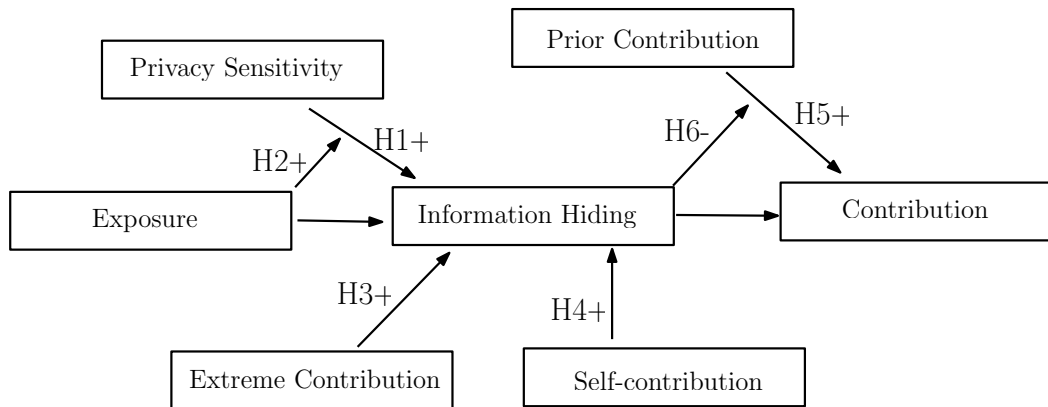 Prior Contribution
Privacy Sensitivity
H5+
H6-
H1+
H2+
Exposure
Information Hiding
Contribution
H3+
H4+
Extreme Contribution
Self-contribution